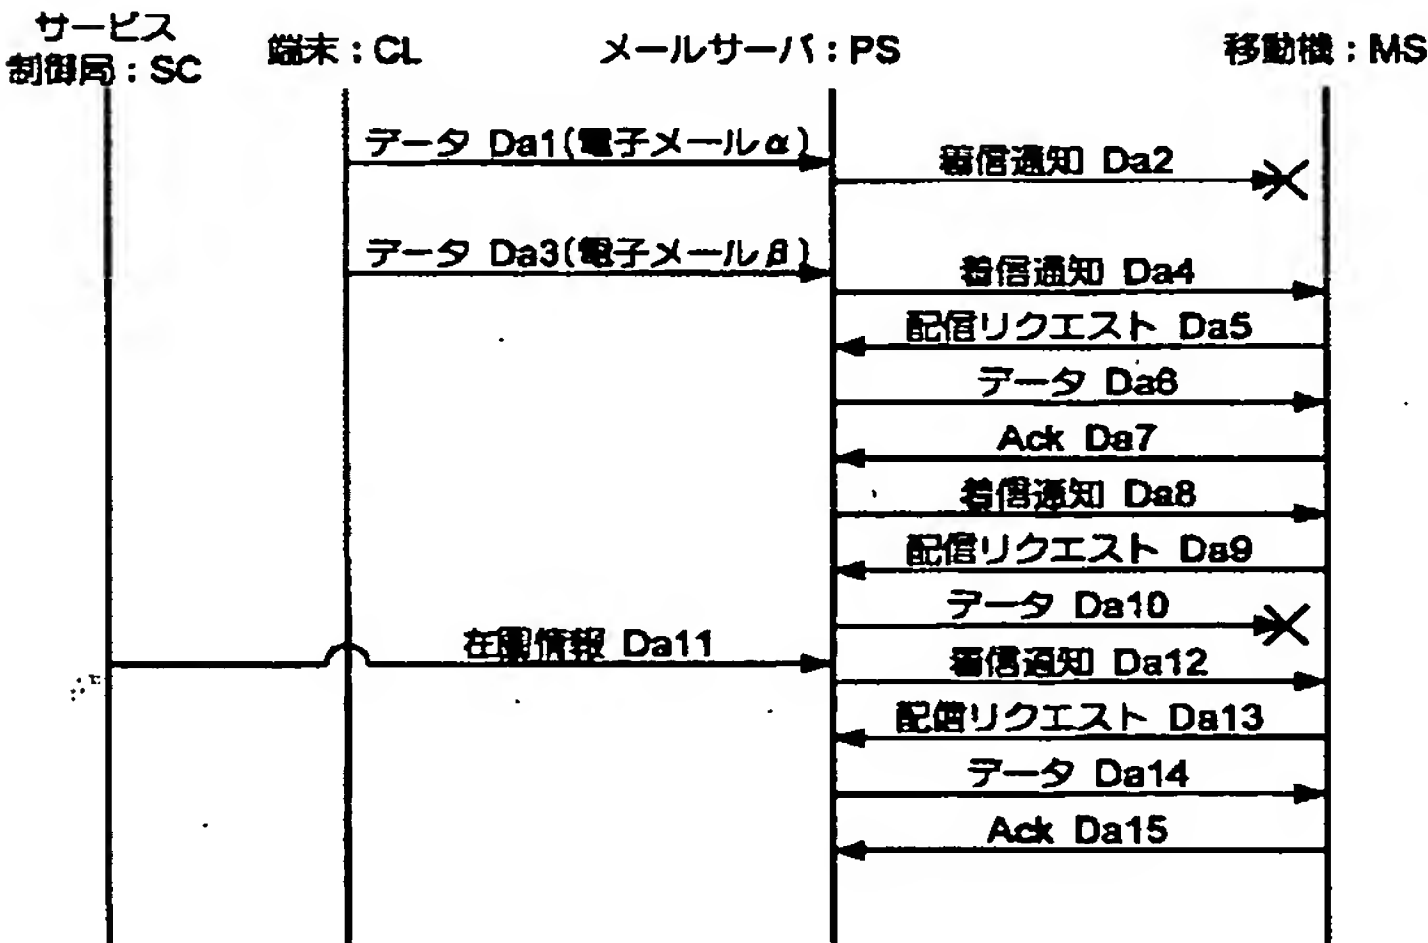 サービス
制御局：SC
端末：CL
メールサーバ：PS
移動機：MS
データ Da1(電子メールα)
着信通知 Da2
データ Da3(電子メールβ)
着信通知 Da4
配信リクエスト Da5
データ Da6
Ack Da7
着信通知 Da8
配信リクエスト Da9
データ Da10
在圏情報 Da11
着信通知 Da12
配信リクエスト Da13
データ Da14
Ack Da15